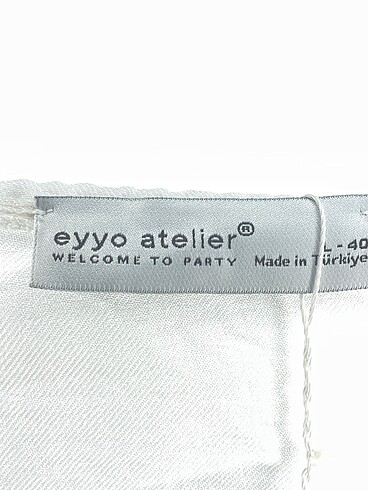 eyyo atelier®
WELCOME TO PARTY
L-40
Made in Türkiye